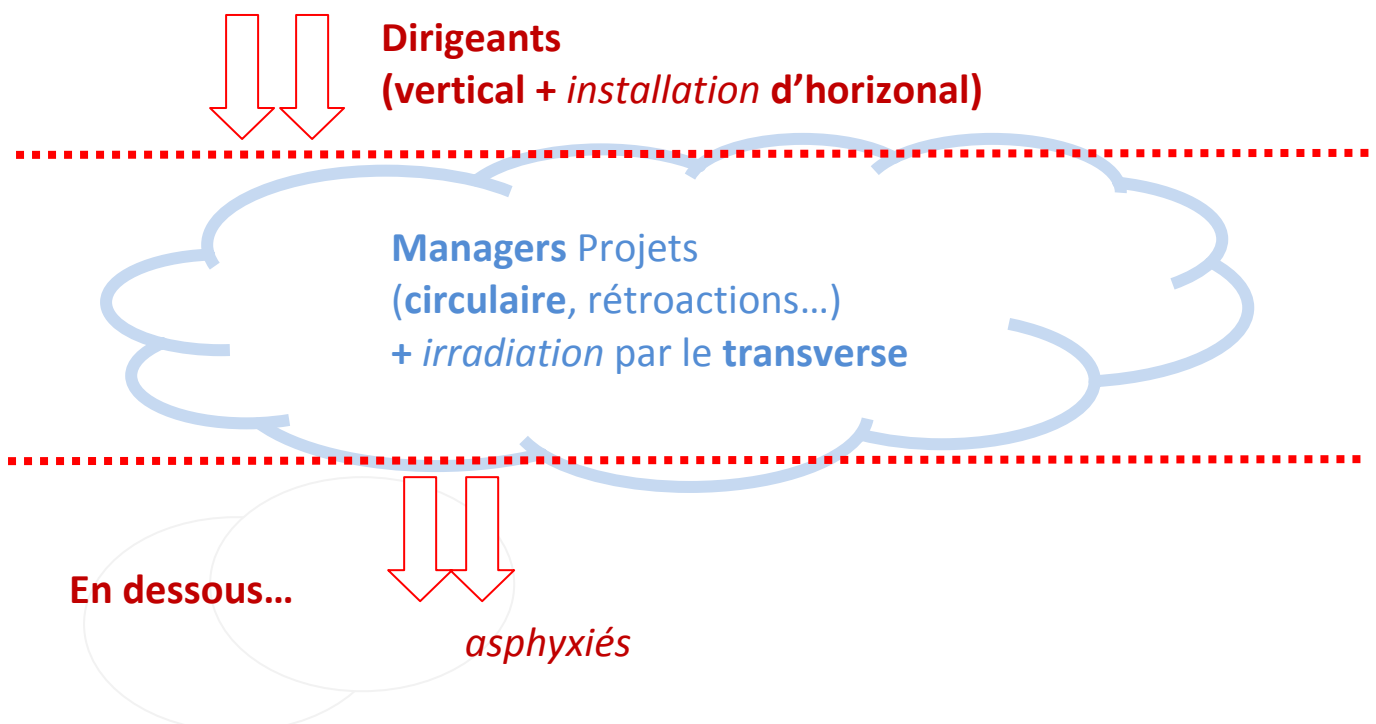 Dirigeants
(vertical + installation d’horizonal)
Managers Projets
(circulaire, rétroactions…)
+ irradiation par le transverse
En dessous…
asphyxiés